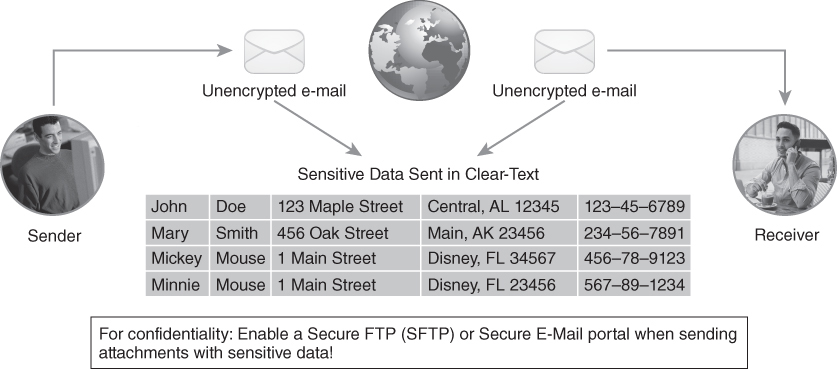 Unencrypted e-mail
Unencrypted e-mail
Sensitive Data Sent in Clear-Text
John Doe 123 Maple Street Central, AL 12345 123–45–6789
Mary Smith 456 Oak Street Main, AK 23456 234–56–7891
Mickey Mouse 1 Main Street Disney, FL 34567 456–78–9123
Minnie Mouse 1 Main Street Disney, FL 23456 567–89–1234
Sender
Receiver
For confidentiality: Enable a Secure FTP (SFTP) or Secure E-Mail portal when sending
attachments with sensitive data!